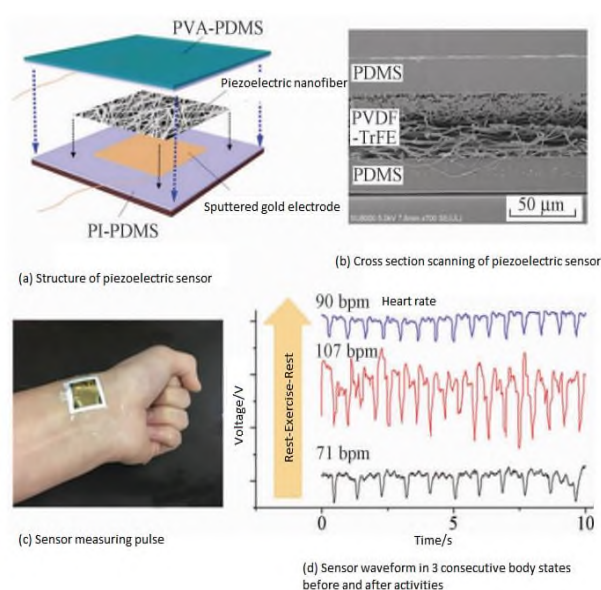 PVA-PDMS
Piezoelectric nanofiber
Sputtered gold electrode
PI-PDMS
(a) Structure of piezoelectric sensor
PDMS
PVDF
-TrFE
PDMS
50 μm
(b) Cross section scanning of piezoelectric sensor
(c) Sensor measuring pulse
90 bpm Heart rate
107 bpm
71 bpm
Rest-Exercise-Rest
Voltage/V
0 5 10
Time/s
(d) Sensor waveform in 3 consecutive body states
before and after activities